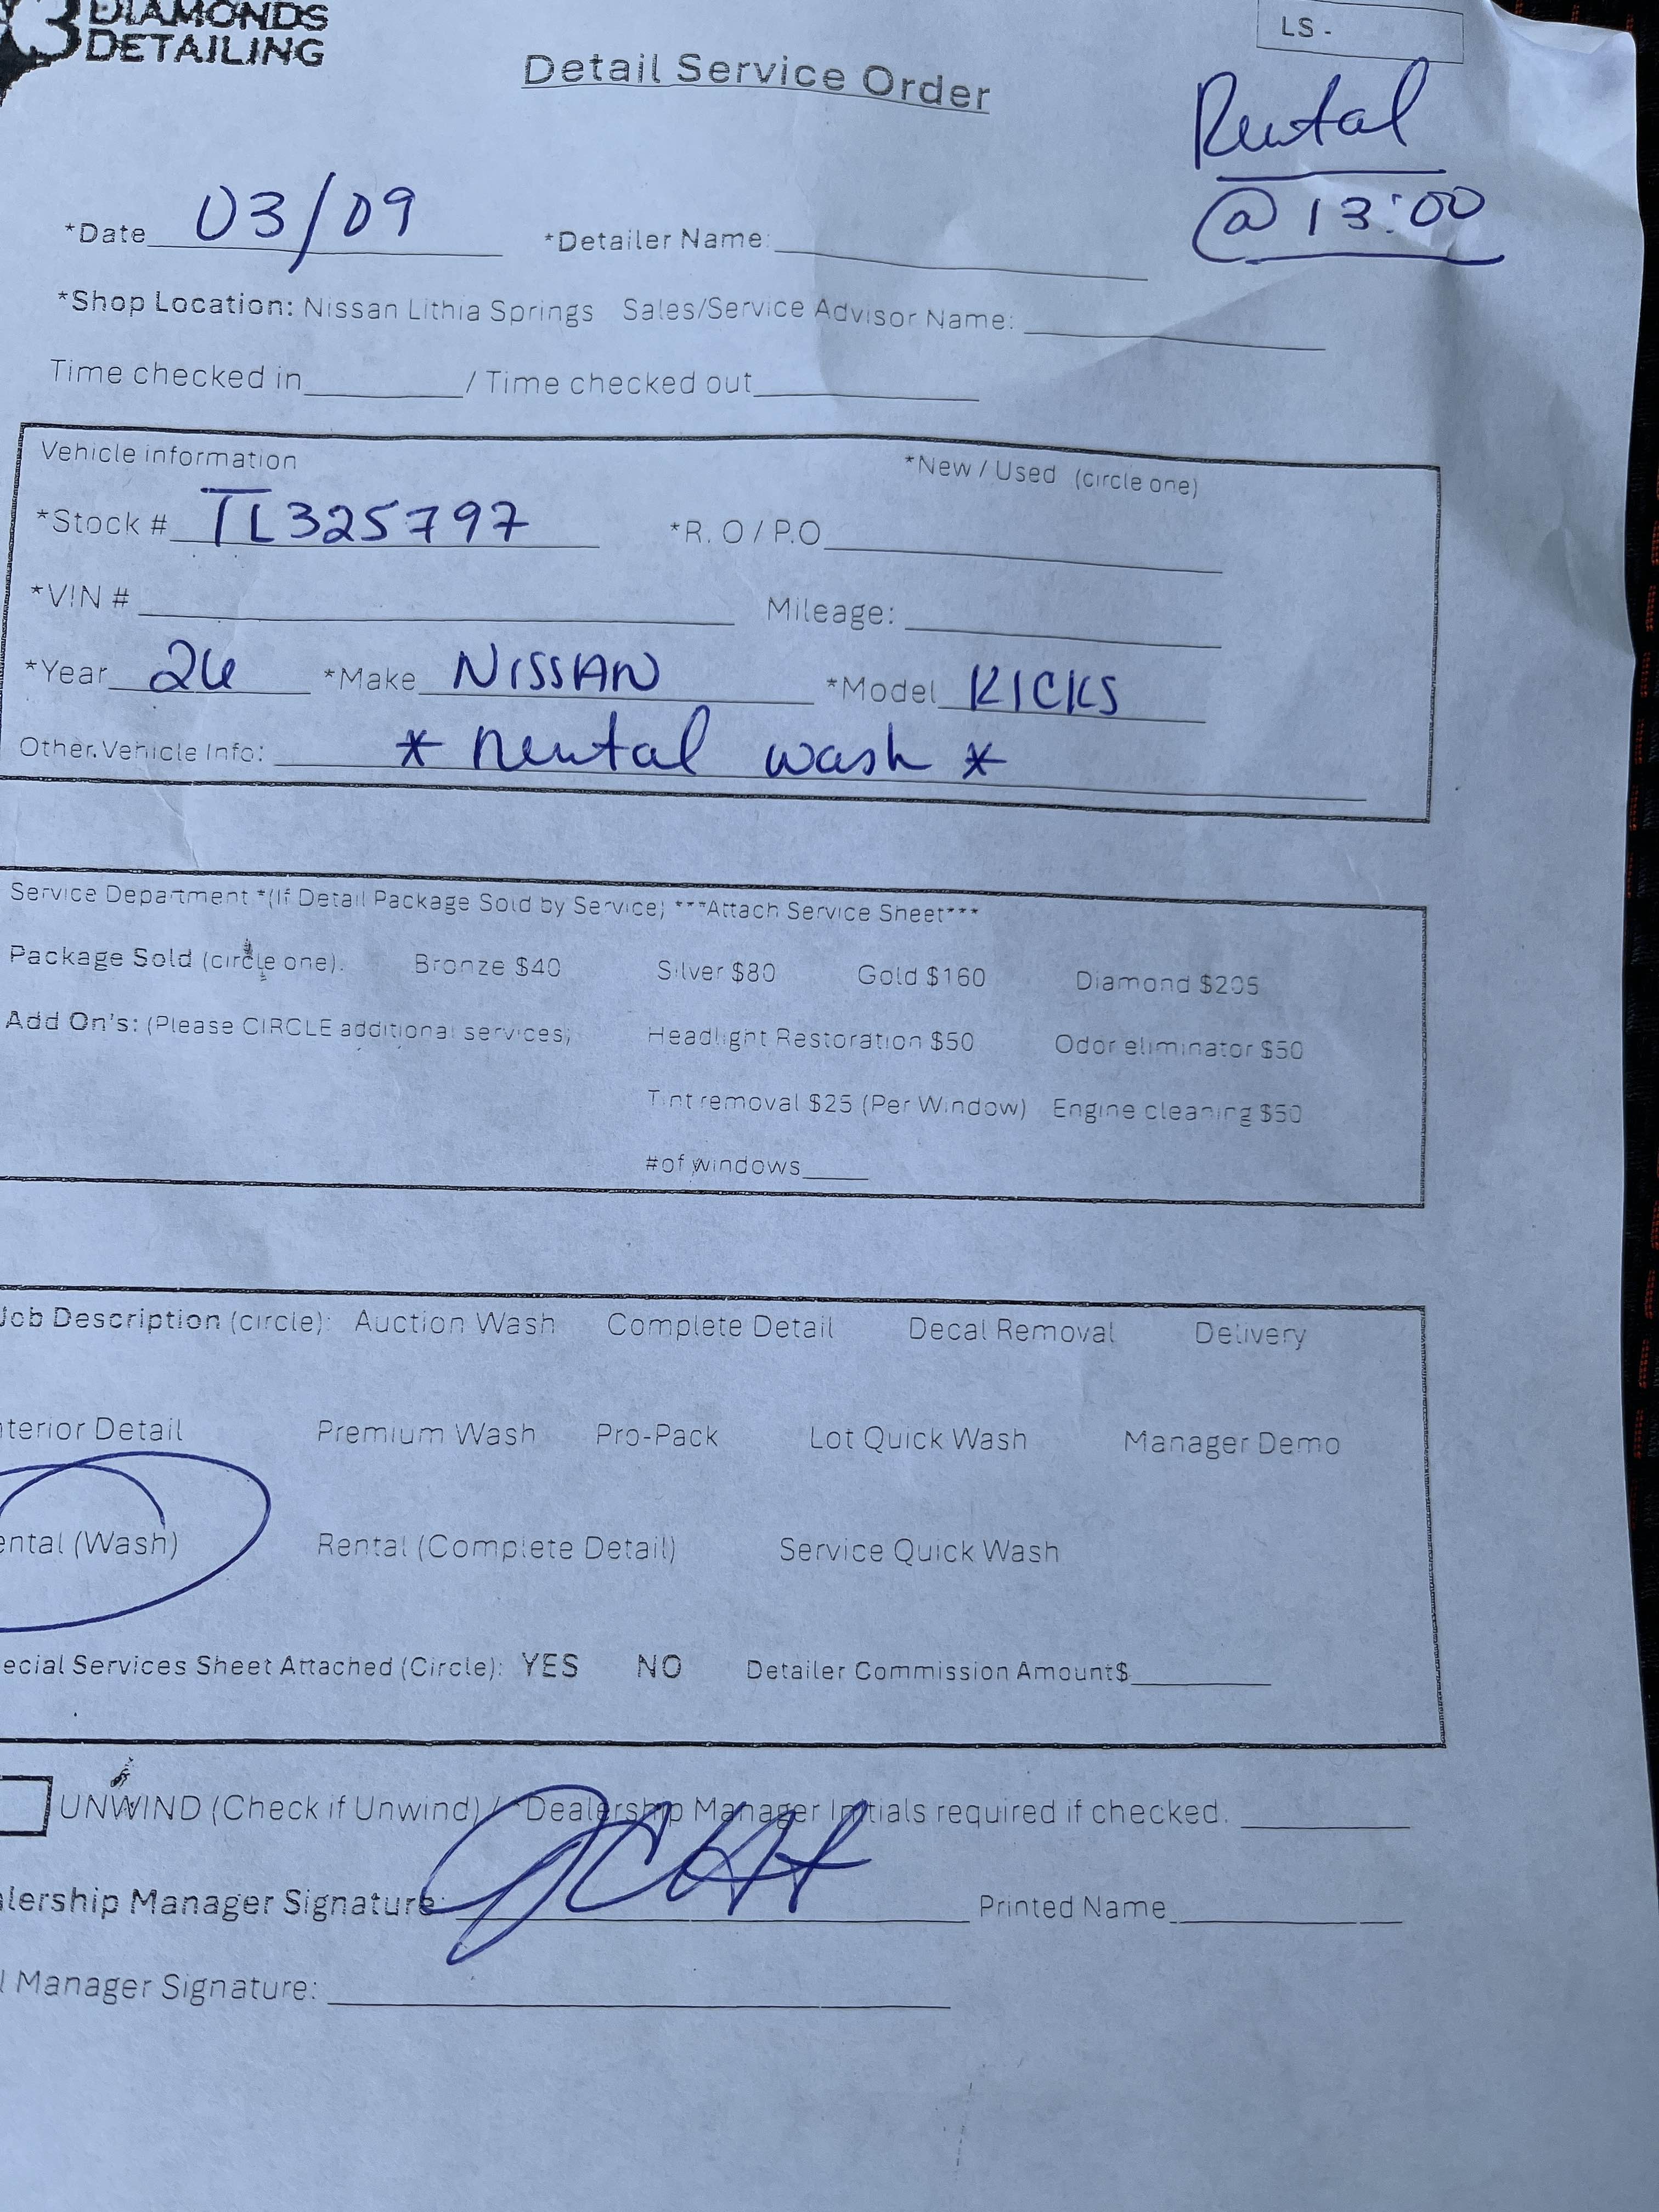 3 DIAMONDS
DETAILING
LS -
Detail Service Order
Rental
@ 13:00
*Date 03/09 *Detailer Name:
*Shop Location: Nissan Lithia Springs Sales/Service Advisor Name:
Time checked in / Time checked out
Vehicle information *New / Used (circle one)
*Stock # TL325797 *R.O / P.O
*VIN # Mileage:
*Year 26 *Make NISSAN *Model KICKS
Other Vehicle Info: * Rental wash *
Service Department *(If Detail Package Sold by Service) ***Attach Service Sheet***
Package Sold (circle one). Bronze $40 Silver $80 Gold $160 Diamond $205
Add On's: (Please CIRCLE additional services) Headlight Restoration $50 Odor eliminator $50
Tint removal $25 (Per Window) Engine cleaning $50
#of windows
Job Description (circle): Auction Wash Complete Detail Decal Removal Delivery
nterior Detail Premium Wash Pro-Pack Lot Quick Wash Manager Demo
ental (Wash) Rental (Complete Detail) Service Quick Wash
ecial Services Sheet Attached (Circle): YES NO Detailer Commission Amount$
UNWIND (Check if Unwind) / *Dealership Manager Initials required if checked.
alership Manager Signature: Printed Name
l Manager Signature: